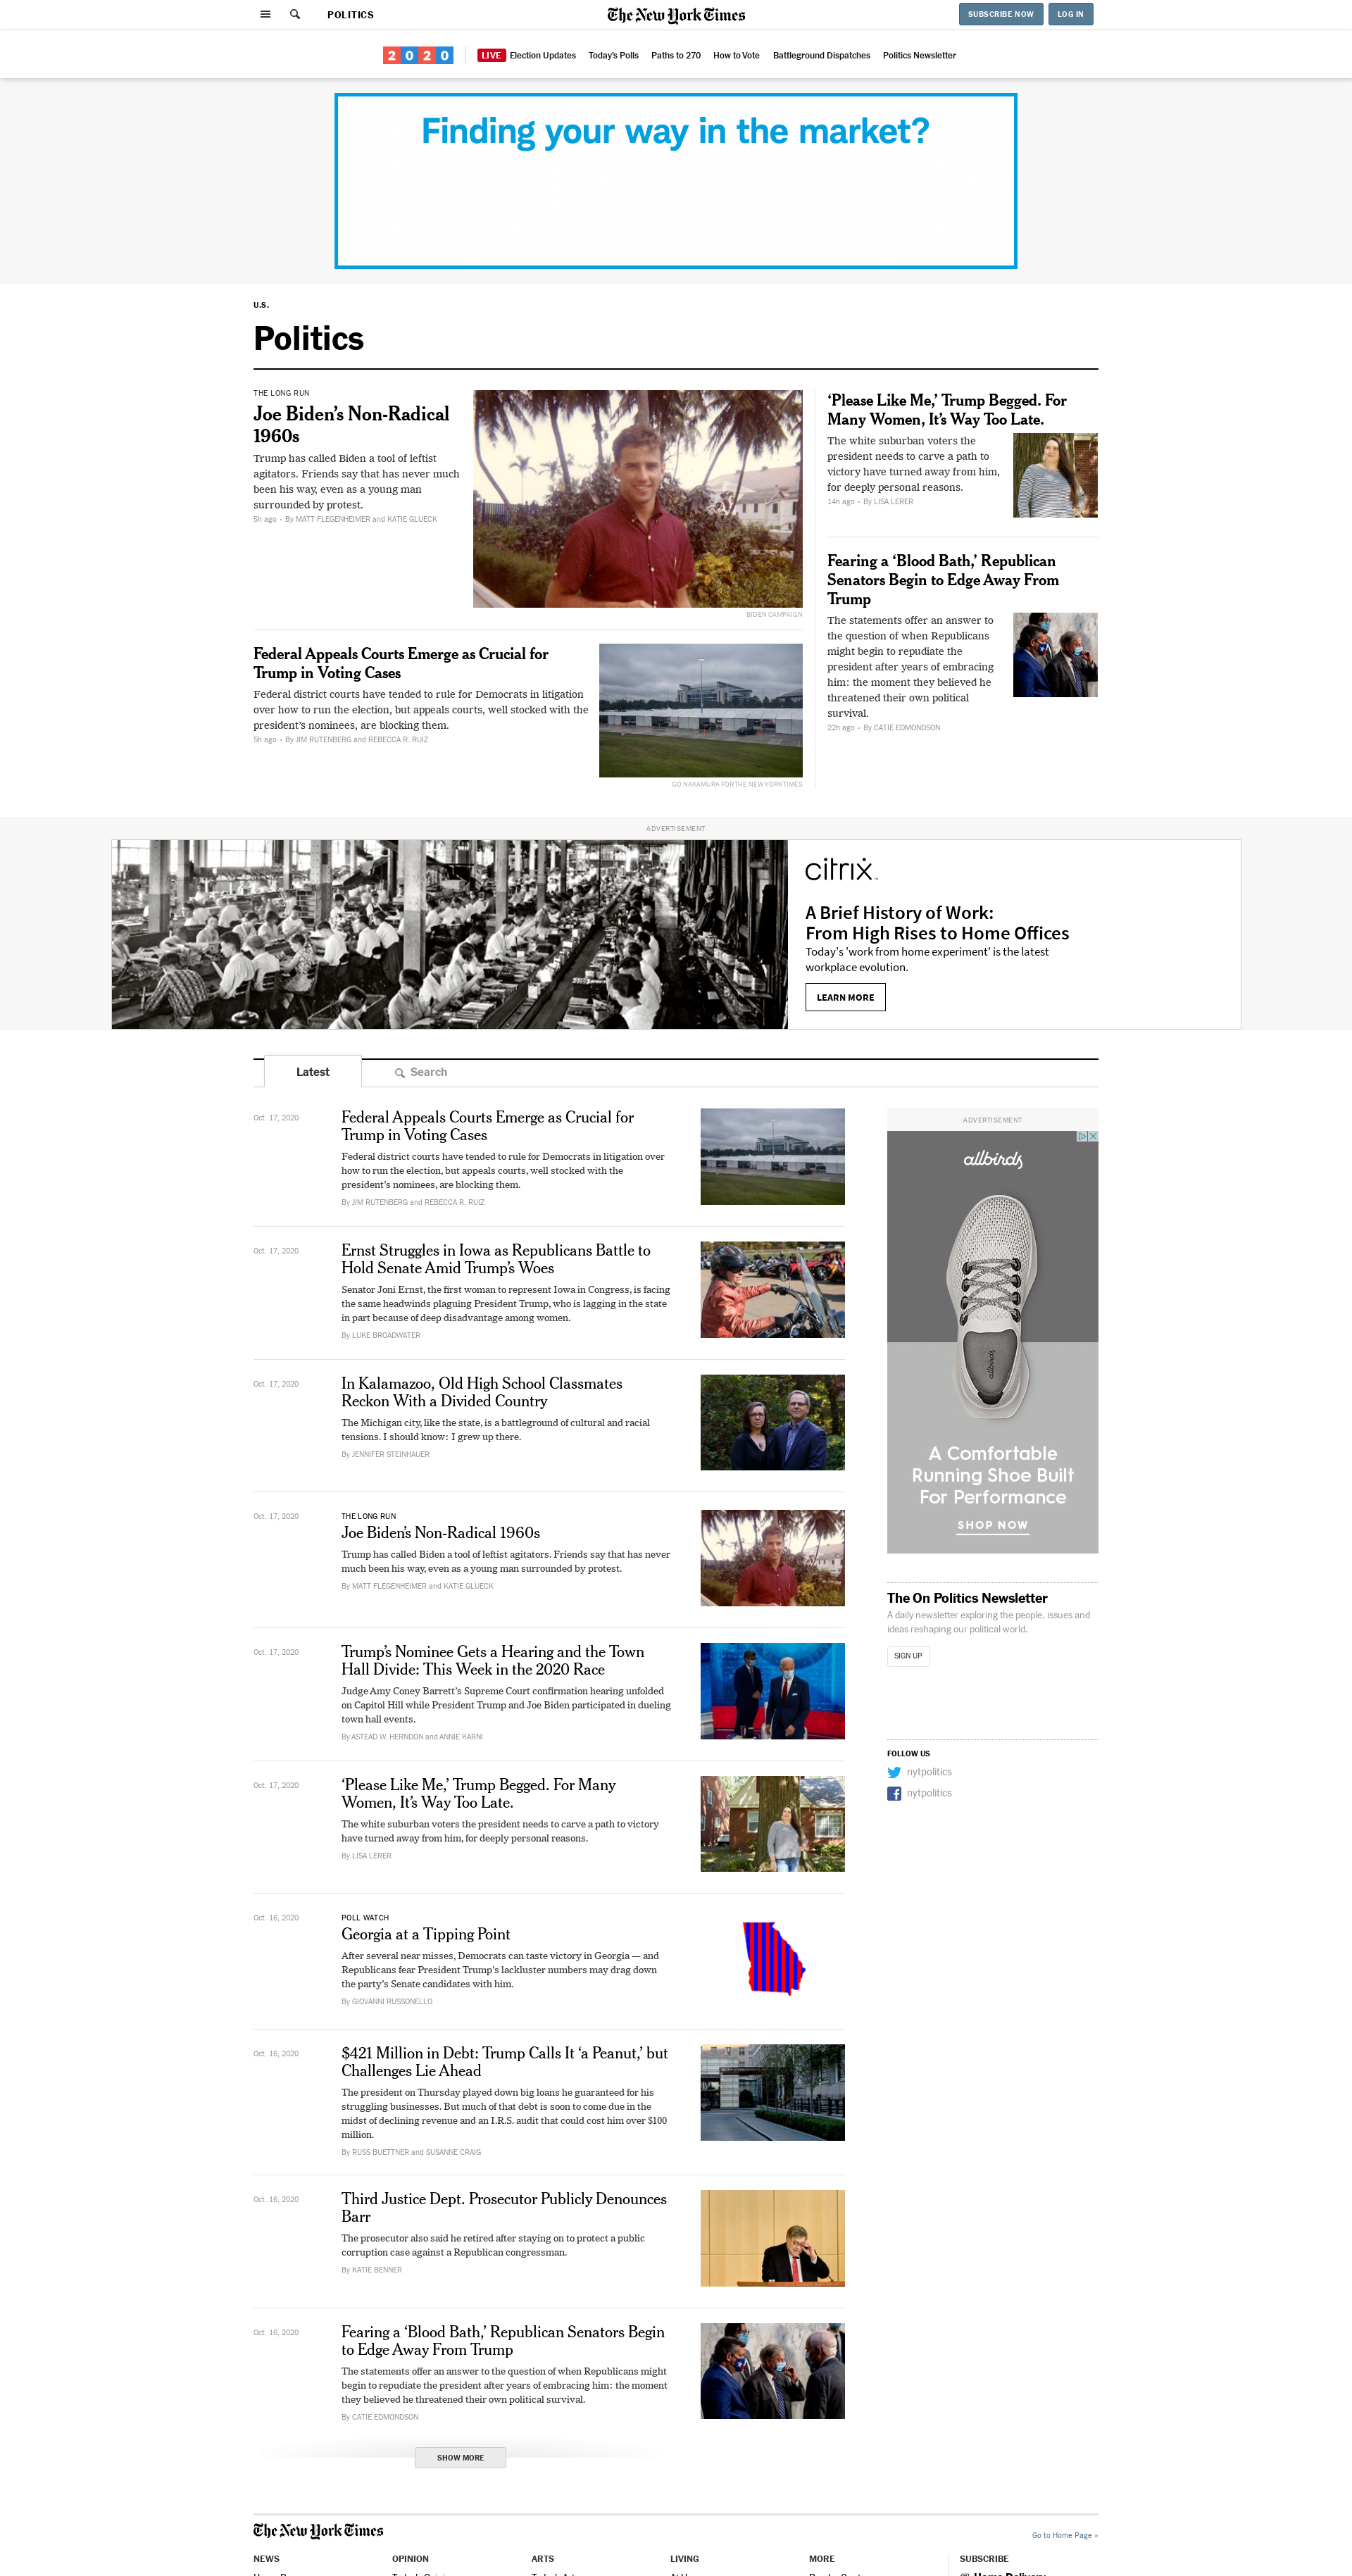 POLITICS
The New York Times
SUBSCRIBE NOW
LOG IN
2020
LIVE Election Updates
Today's Polls
Paths to 270
How to Vote
Battleground Dispatches
Politics Newsletter
Finding your way in the market?
U.S.
Politics
THE LONG RUN
Joe Biden’s Non-Radical
1960s
Trump has called Biden a tool of leftist
agitators. Friends say that has never much
been his way, even as a young man
surrounded by protest.
5h ago • By MATT FLEGENHEIMER and KATIE GLUECK
BIDEN CAMPAIGN
Federal Appeals Courts Emerge as Crucial for
Trump in Voting Cases
Federal district courts have tended to rule for Democrats in litigation
over how to run the election, but appeals courts, well stocked with the
president’s nominees, are blocking them.
5h ago • By JIM RUTENBERG and REBECCA R. RUIZ
GO NAKAMURA FOR THE NEW YORK TIMES
‘Please Like Me,’ Trump Begged. For
Many Women, It’s Way Too Late.
The white suburban voters the
president needs to carve a path to
victory have turned away from him,
for deeply personal reasons.
14h ago • By LISA LERER
Fearing a ‘Blood Bath,’ Republican
Senators Begin to Edge Away From
Trump
The statements offer an answer to
the question of when Republicans
might begin to repudiate the
president after years of embracing
him: the moment they believed he
threatened their own political
survival.
22h ago • By CATIE EDMONDSON
ADVERTISEMENT
citrix
A Brief History of Work:
From High Rises to Home Offices
Today's 'work from home experiment' is the latest
workplace evolution.
LEARN MORE
Latest
Search
Oct. 17, 2020
Federal Appeals Courts Emerge as Crucial for
Trump in Voting Cases
Federal district courts have tended to rule for Democrats in litigation over
how to run the election, but appeals courts, well stocked with the
president’s nominees, are blocking them.
By JIM RUTENBERG and REBECCA R. RUIZ
Oct. 17, 2020
Ernst Struggles in Iowa as Republicans Battle to
Hold Senate Amid Trump’s Woes
Senator Joni Ernst, the first woman to represent Iowa in Congress, is facing
the same headwinds plaguing President Trump, who is lagging in the state
in part because of deep disadvantage among women.
By LUKE BROADWATER
Oct. 17, 2020
In Kalamazoo, Old High School Classmates
Reckon With a Divided Country
The Michigan city, like the state, is a battleground of cultural and racial
tensions. I should know: I grew up there.
By JENNIFER STEINHAUER
Oct. 17, 2020
THE LONG RUN
Joe Biden’s Non-Radical 1960s
Trump has called Biden a tool of leftist agitators. Friends say that has never
much been his way, even as a young man surrounded by protest.
By MATT FLEGENHEIMER and KATIE GLUECK
Oct. 17, 2020
Trump’s Nominee Gets a Hearing and the Town
Hall Divide: This Week in the 2020 Race
Judge Amy Coney Barrett’s Supreme Court confirmation hearing unfolded
on Capitol Hill while President Trump and Joe Biden participated in dueling
town hall events.
By ASTEAD W. HERNDON and ANNIE KARNI
Oct. 17, 2020
‘Please Like Me,’ Trump Begged. For Many
Women, It’s Way Too Late.
The white suburban voters the president needs to carve a path to victory
have turned away from him, for deeply personal reasons.
By LISA LERER
Oct. 16, 2020
POLL WATCH
Georgia at a Tipping Point
After several near misses, Democrats can taste victory in Georgia — and
Republicans fear President Trump’s lackluster numbers may drag down
the party’s Senate candidates with him.
By GIOVANNI RUSSONELLO
Oct. 16, 2020
$421 Million in Debt: Trump Calls It ‘a Peanut,’ but
Challenges Lie Ahead
The president on Thursday played down big loans he guaranteed for his
struggling businesses. But much of that debt is soon to come due in the
midst of declining revenue and an I.R.S. audit that could cost him over $100
million.
By RUSS BUETTNER and SUSANNE CRAIG
Oct. 16, 2020
Third Justice Dept. Prosecutor Publicly Denounces
Barr
The prosecutor also said he retired after staying on to protect a public
corruption case against a Republican congressman.
By KATIE BENNER
Oct. 16, 2020
Fearing a ‘Blood Bath,’ Republican Senators Begin
to Edge Away From Trump
The statements offer an answer to the question of when Republicans might
begin to repudiate the president after years of embracing him: the moment
they believed he threatened their own political survival.
By CATIE EDMONDSON
SHOW MORE
ADVERTISEMENT
allbirds
allbirds
A Comfortable
Running Shoe Built
For Performance
SHOP NOW
The On Politics Newsletter
A daily newsletter exploring the people, issues and
ideas reshaping our political world.
SIGN UP
FOLLOW US
nytpolitics
nytpolitics
The New York Times
Go to Home Page »
NEWS
OPINION
ARTS
LIVING
MORE
SUBSCRIBE